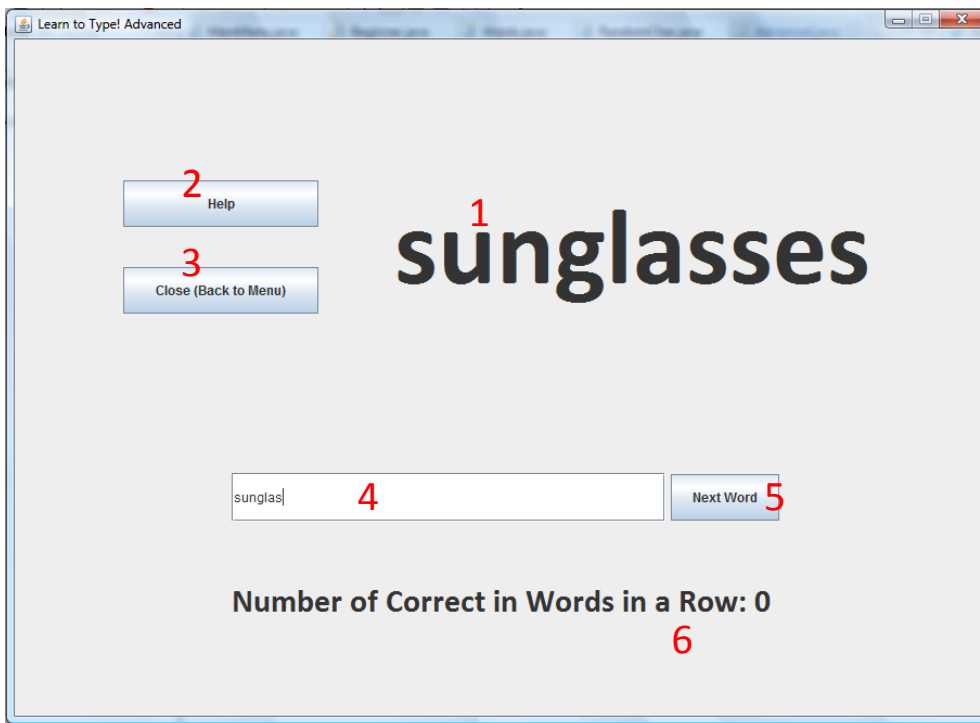 Learn to Type! Advanced
2
Help
1
sunglasses
3
Close (Back to Menu)
sunglas
4
Next Word
5
Number of Correct in Words in a Row: 0
6